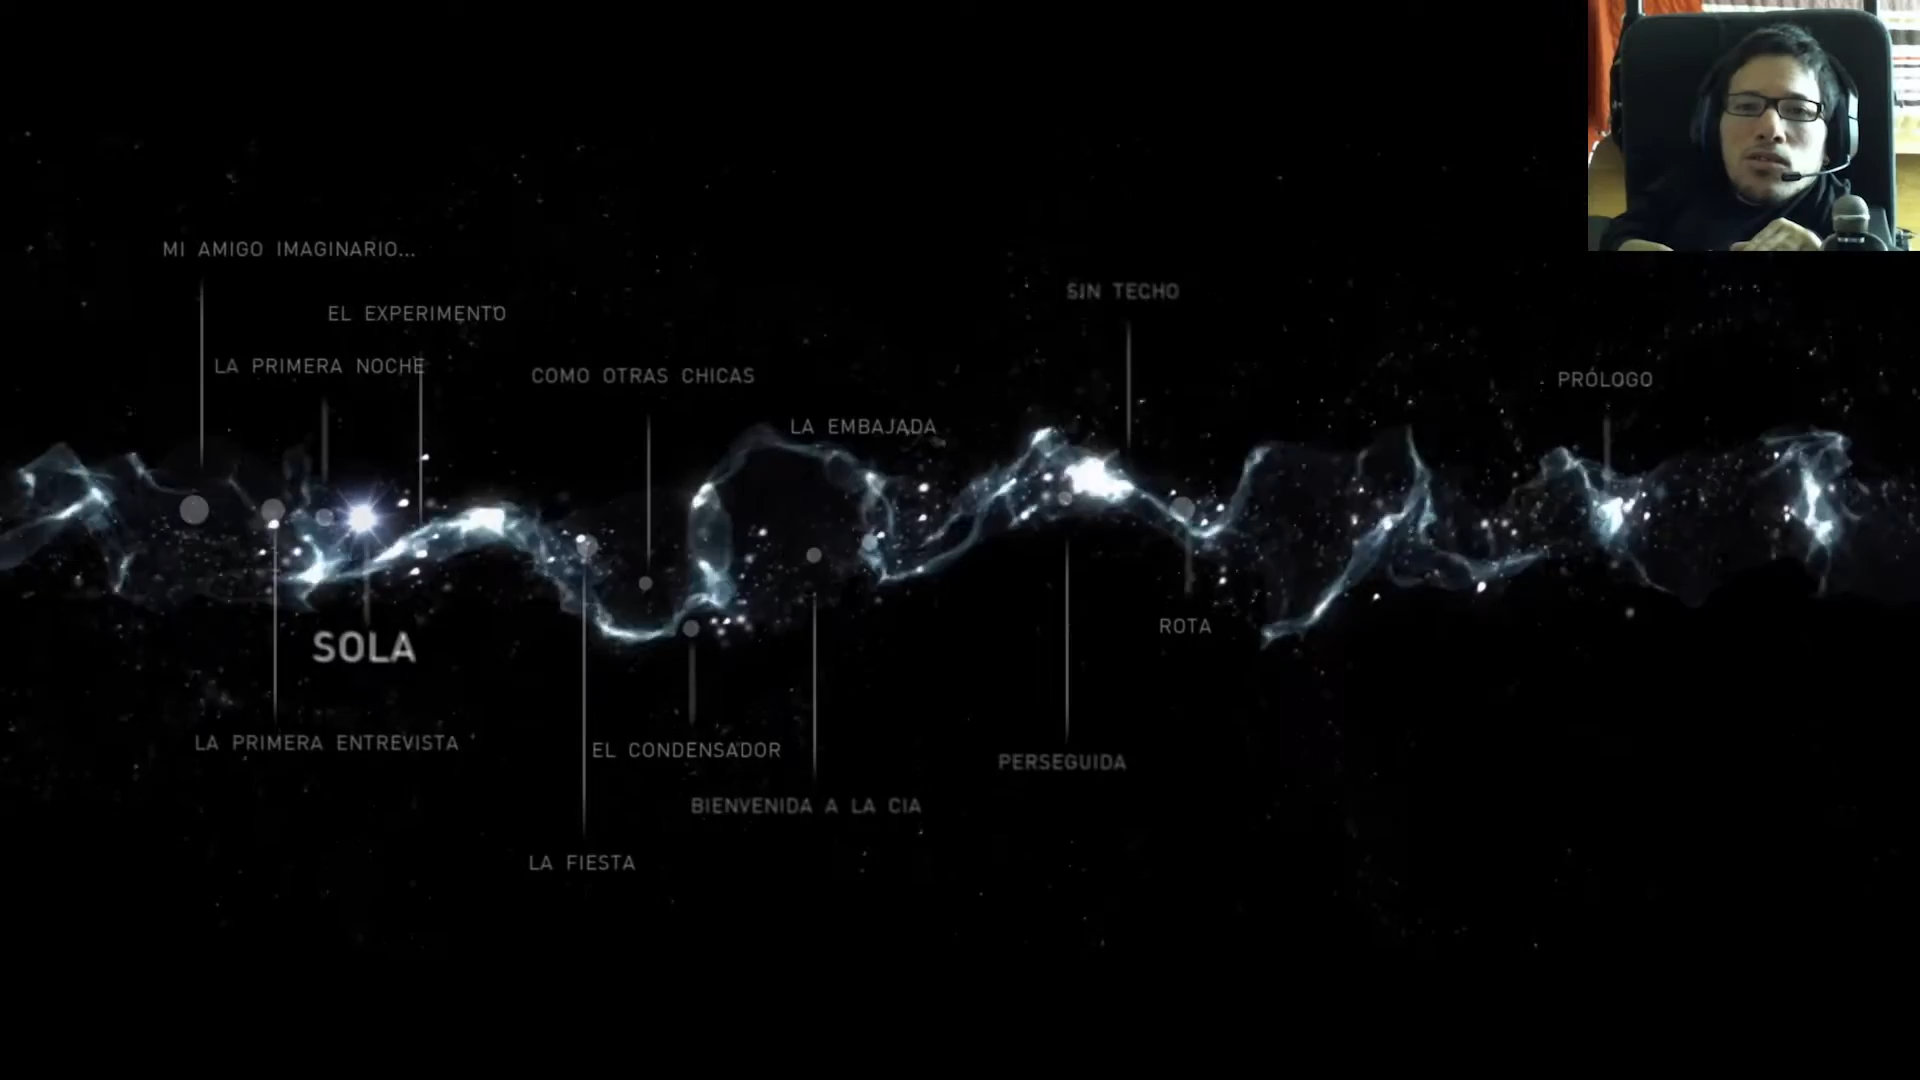 MI AMIGO IMAGINARIO...
SIN TECHO
EL EXPERIMENTO
LA PRIMERA NOCHE
COMO OTRAS CHICAS
PRÓLOGO
LA EMBAJADA
ROTA
SOLA
LA PRIMERA ENTREVISTA
EL CONDENSADOR
PERSEGUIDA
BIENVENIDA A LA CIA
LA FIESTA